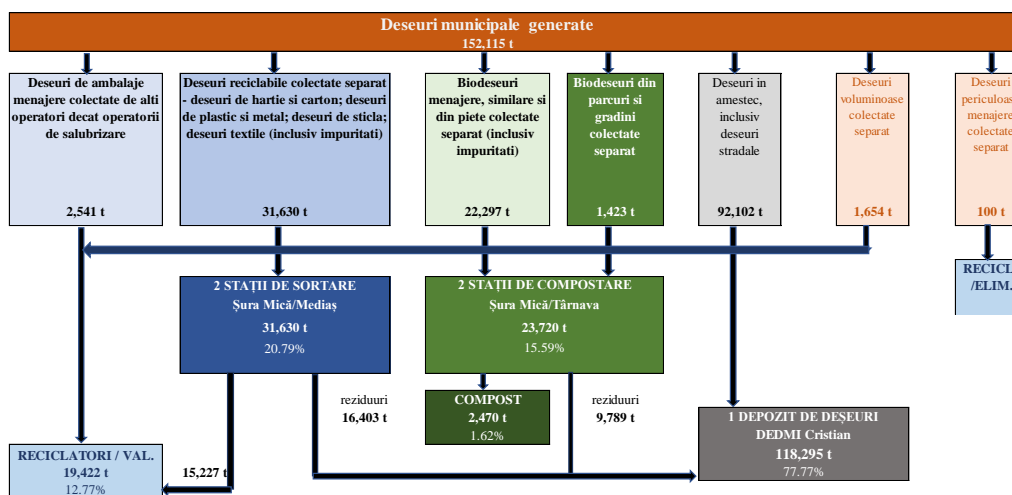 Deseuri municipale generate
152,115 t
Deseuri de ambalaje
menajere colectate de alti
operatori decat operatorii
de salubrizare
2,541 t
Deseuri reciclabile colectate separat
- deseuri de hartie si carton; deseuri
de plastic si metal; deseuri de sticla;
deseuri textile (inclusiv impuritati)
31,630 t
Biodeseuri
menajere, similare si
din piete colectate
separat (inclusiv
impuritati)
22,297 t
Biodeseuri din
parcuri si
gradini
colectate
separat
1,423 t
Deseuri in
amestec,
inclusiv
deseuri
stradale
92,102 t
Deseuri
voluminoase
colectate
separat
1,654 t
Deseuri
periculoase
menajere
colectate
separat
100 t
2 STAȚII DE SORTARE
Șura Mică/Mediaș
31,630 t
20.79%
2 STAȚII DE COMPOSTARE
Șura Mică/Târnava
23,720 t
15.59%
RECICL
/ELIM.
reziduuri
16,403 t
COMPOST
2,470 t
1.62%
reziduuri
9,789 t
1 DEPOZIT DE DEȘEURI
DEDMI Cristian
118,295 t
77.77%
RECICLATORI / VAL.
19,422 t
12.77%
15,227 t